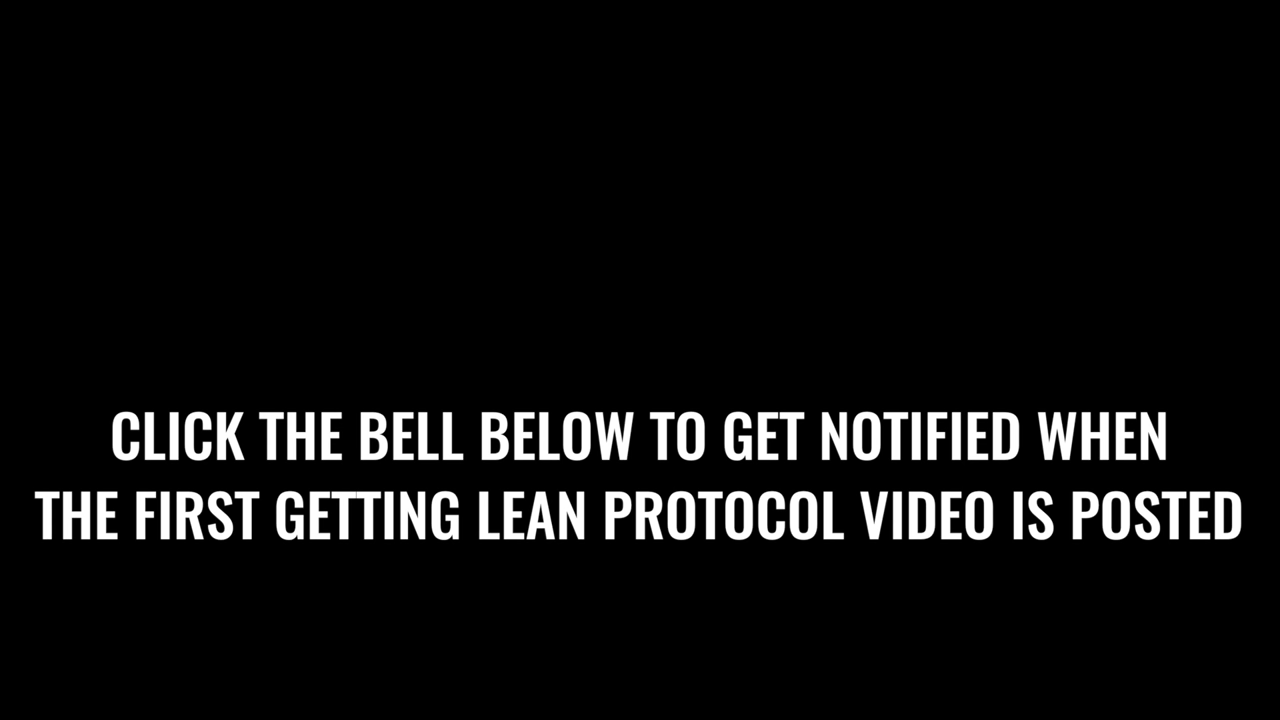 CLICK THE BELL BELOW TO GET NOTIFIED WHEN
THE FIRST GETTING LEAN PROTOCOL VIDEO IS POSTED